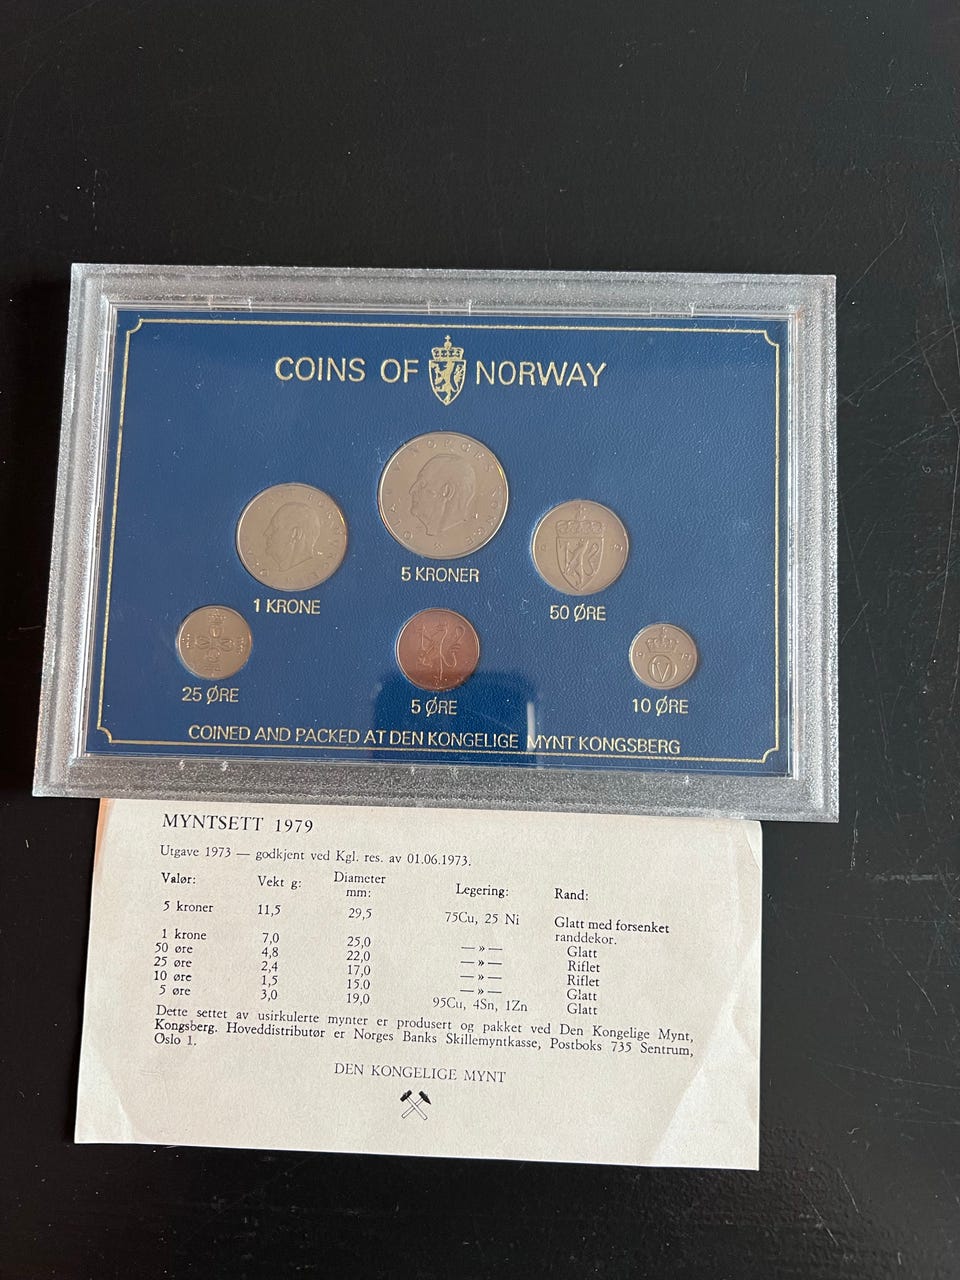 COINS OF NORWAY
OLAV V NORGES KONGE
5 KRONER
1 KRONE
50 ØRE
25 ØRE
5 ØRE
10 ØRE
COINED AND PACKED AT DEN KONGELIGE MYNT KONGSBERG
MYNTSETT 1979
Utgave 1973 — godkjent ved Kgl. res. av 01.06.1973.
Valør: Vekt g: Diameter mm: Legering: Rand:
5 kroner 11,5 29,5 75Cu, 25 Ni Glatt med forsenket randdekor.
1 krone 7,0 25,0 —»— Glatt
50 øre 4,8 22,0 —»— Riflet
25 øre 2,4 17,0 —»— Riflet
10 øre 1,5 15.0 —»— Glatt
5 øre 3,0 19,0 95Cu, 4Sn, 1Zn Glatt
Dette settet av usirkulerte mynter er produsert og pakket ved Den Kongelige Mynt,
Kongsberg. Hoveddistributør er Norges Banks Skillemyntkasse, Postboks 735 Sentrum,
Oslo 1.
DEN KONGELIGE MYNT